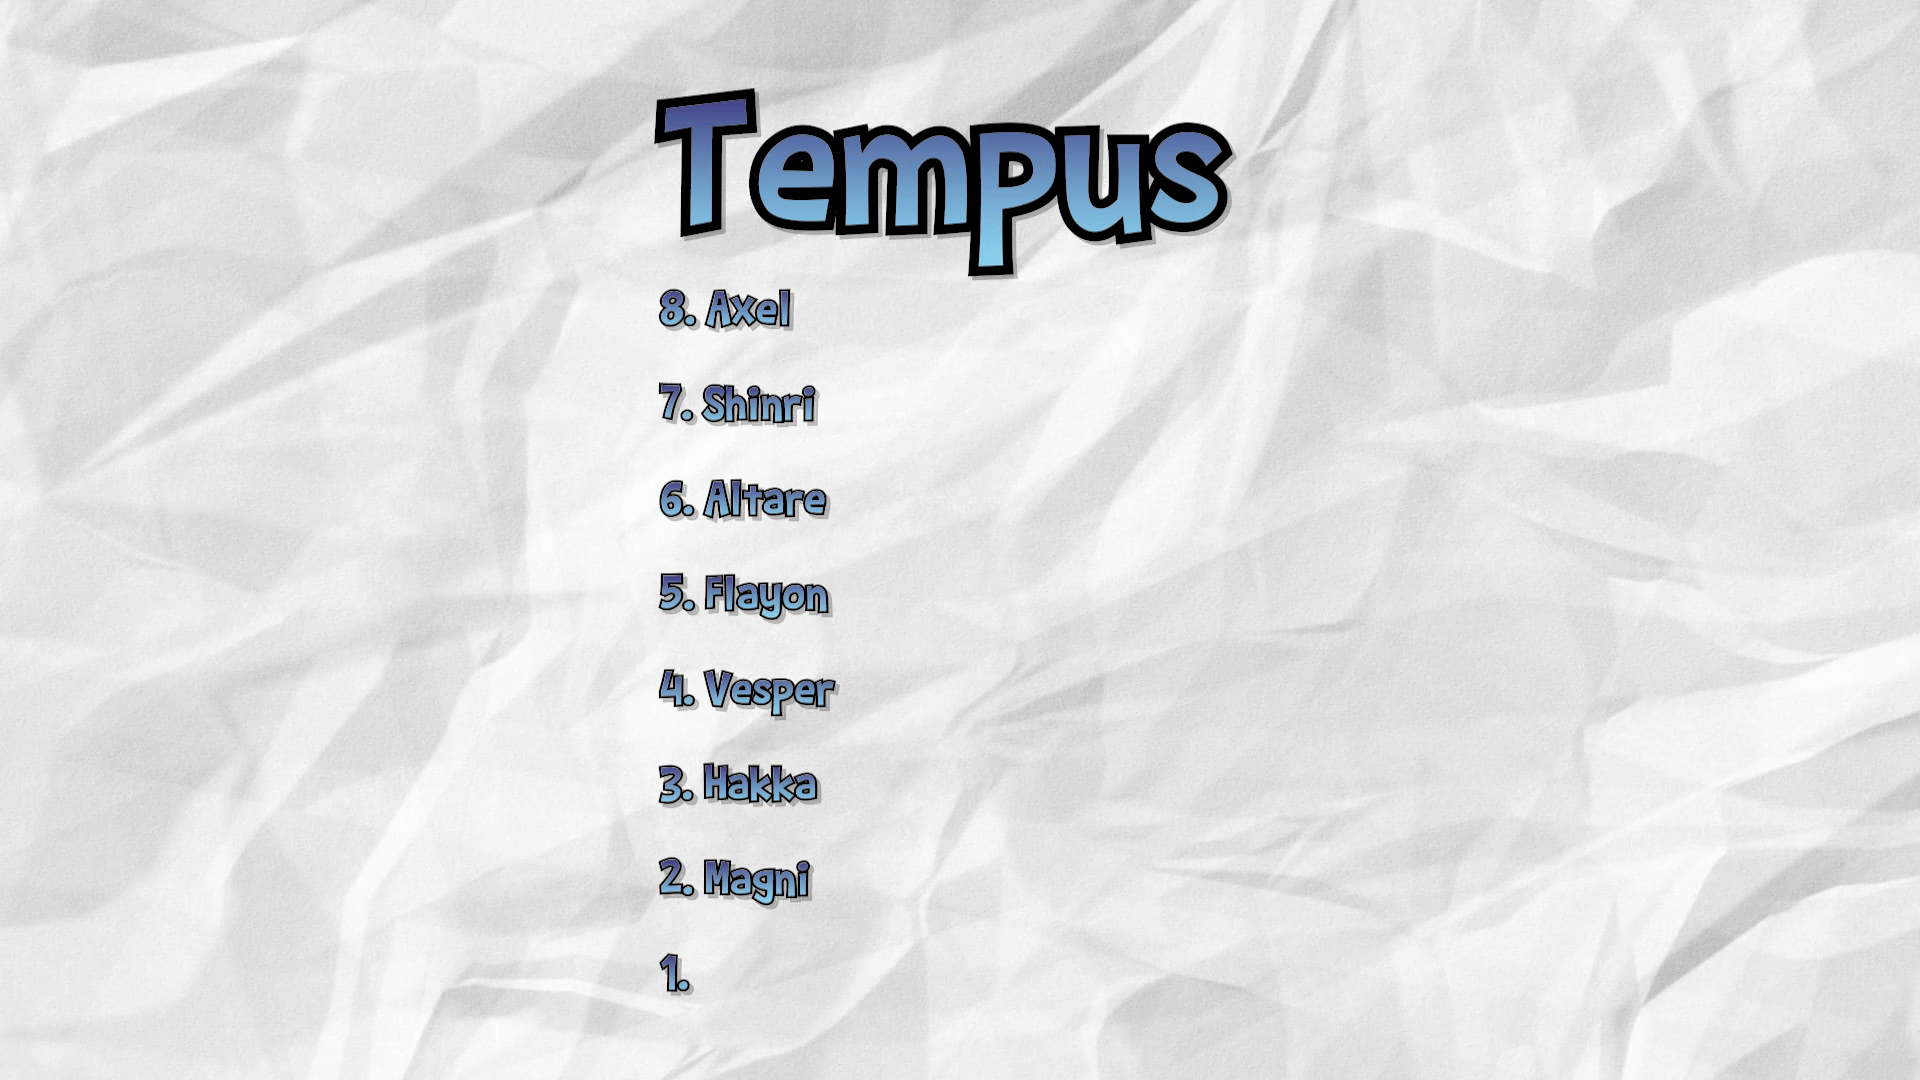 Tempus
8. Axel
7. Shinri
6. Altare
5. Flayon
4. Vesper
3. Hakka
2. Magni
1.